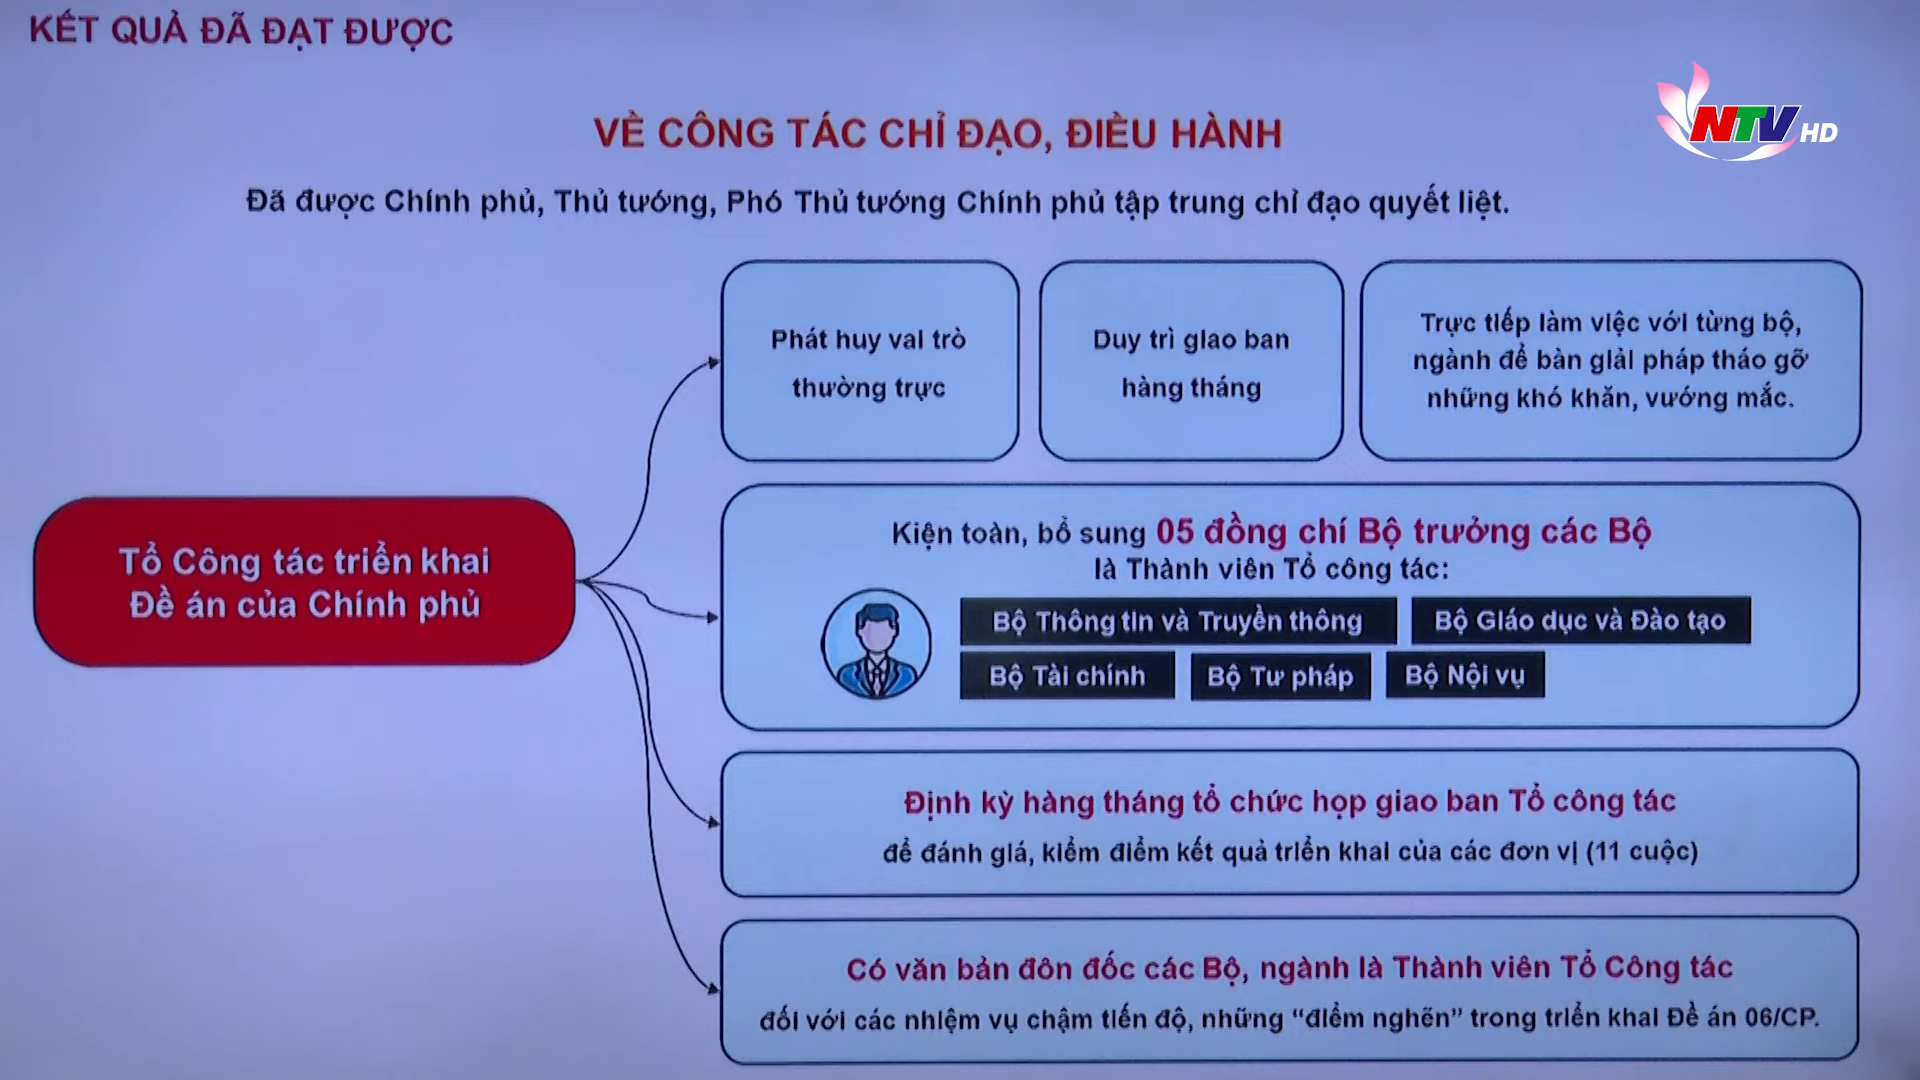 KẾT QUẢ ĐÃ ĐẠT ĐƯỢC
NTV HD
VỀ CÔNG TÁC CHỈ ĐẠO, ĐIỀU HÀNH
Đã được Chính phủ, Thủ tướng, Phó Thủ tướng Chính phủ tập trung chỉ đạo quyết liệt.
Phát huy vai trò
thường trực
Duy trì giao ban
hàng tháng
Trực tiếp làm việc với từng bộ,
ngành để bàn giải pháp tháo gỡ
những khó khăn, vướng mắc.
Tổ Công tác triển khai
Đề án của Chính phủ
Kiện toàn, bổ sung 05 đồng chí Bộ trưởng các Bộ
là Thành viên Tổ công tác:
Bộ Thông tin và Truyền thông
Bộ Giáo dục và Đào tạo
Bộ Tài chính
Bộ Tư pháp
Bộ Nội vụ
Định kỳ hàng tháng tổ chức họp giao ban Tổ công tác
để đánh giá, kiểm điểm kết quả triển khai của các đơn vị (11 cuộc)
Có văn bản đôn đốc các Bộ, ngành là Thành viên Tổ Công tác
đối với các nhiệm vụ chậm tiến độ, những “điểm nghẽn” trong triển khai Đề án 06/CP.